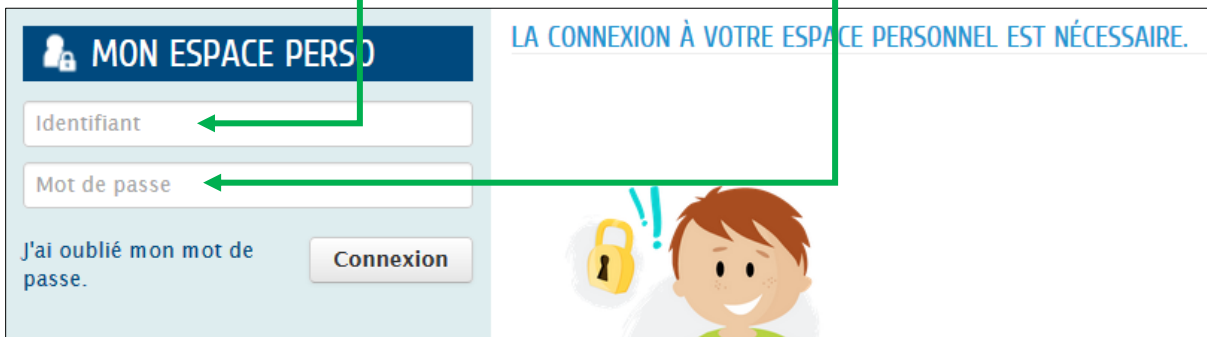 MON ESPACE PERSO
Identifiant
Mot de passe
J'ai oublié mon mot de
passe.
Connexion
LA CONNEXION À VOTRE ESPACE PERSONNEL EST NÉCESSAIRE.